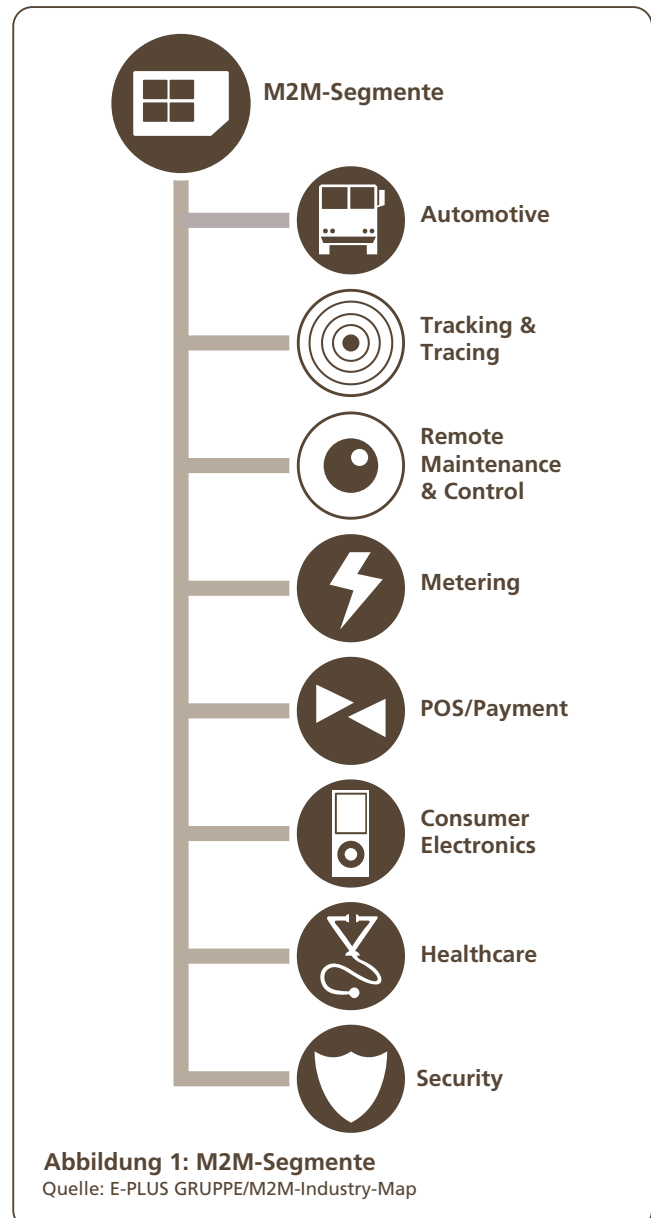 M2M-Segmente
Automotive
Tracking &
Tracing
Remote
Maintenance
& Control
Metering
POS/Payment
Consumer
Electronics
Healthcare
Security
Abbildung 1: M2M-Segmente
Quelle: E-PLUS GRUPPE/M2M-Industry-Map